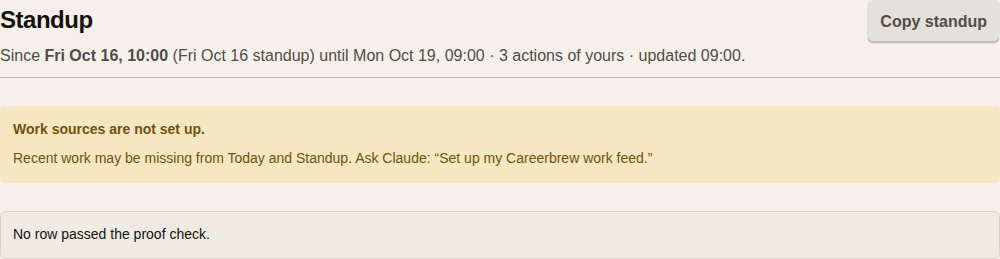 Standup
Copy standup
Since Fri Oct 16, 10:00 (Fri Oct 16 standup) until Mon Oct 19, 09:00 · 3 actions of yours · updated 09:00.
Work sources are not set up.
Recent work may be missing from Today and Standup. Ask Claude: “Set up my Careerbrew work feed.”
No row passed the proof check.